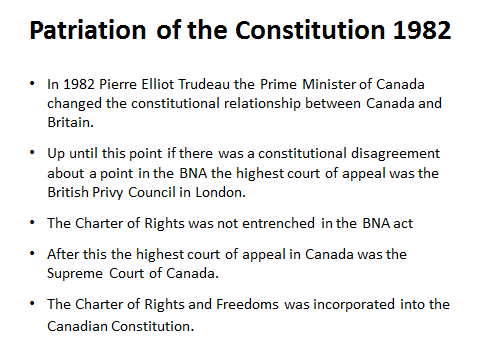 Patriation of the Constitution 1982
• In 1982 Pierre Elliot Trudeau the Prime Minister of Canada
changed the constitutional relationship between Canada and
Britain.
• Up until this point if there was a constitutional disagreement
about a point in the BNA the highest court of appeal was the
British Privy Council in London.
• The Charter of Rights was not entrenched in the BNA act
• After this the highest court of appeal in Canada was the
Supreme Court of Canada.
• The Charter of Rights and Freedoms was incorporated into the
Canadian Constitution.